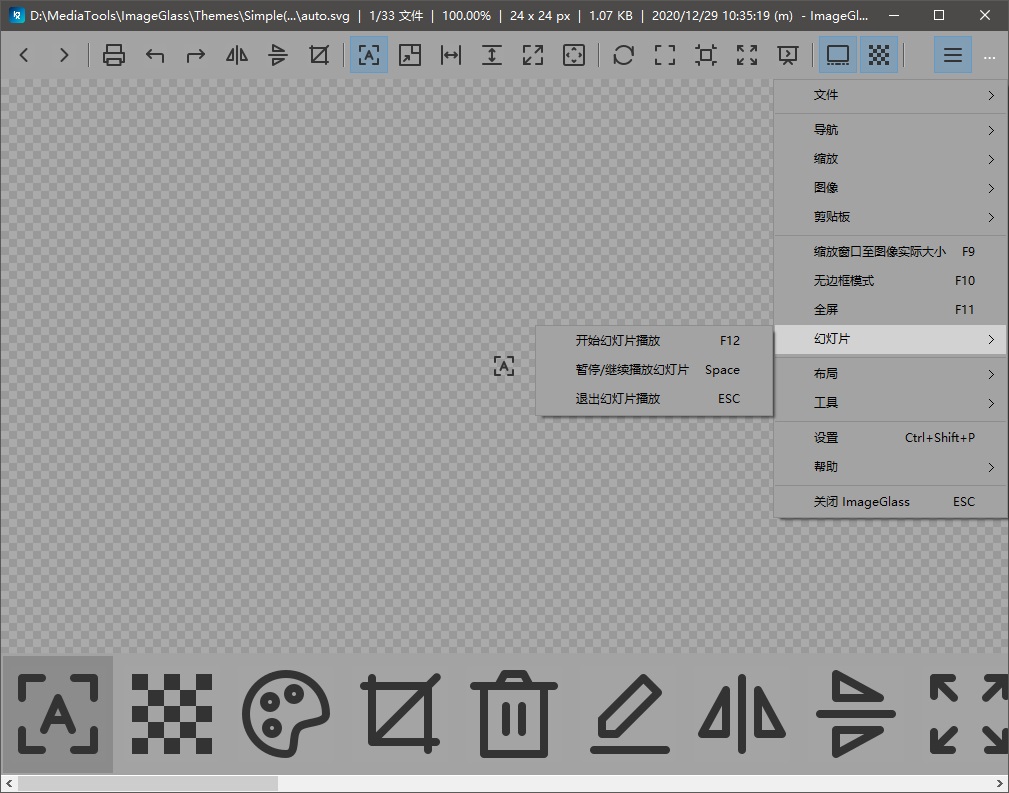 D:\MediaTools\ImageGlass\Themes\Simple(...\auto.svg | 1/33 文件 | 100.00% | 24 x 24 px | 1.07 KB | 2020/12/29 10:35:19 (m) - ImageGl...
文件
导航
缩放
图像
剪贴板
缩放窗口至图像实际大小 F9
无边框模式 F10
全屏 F11
幻灯片
开始幻灯片播放 F12
暂停/继续播放幻灯片 Space
退出幻灯片播放 ESC
布局
工具
设置 Ctrl+Shift+P
帮助
关闭 ImageGlass ESC